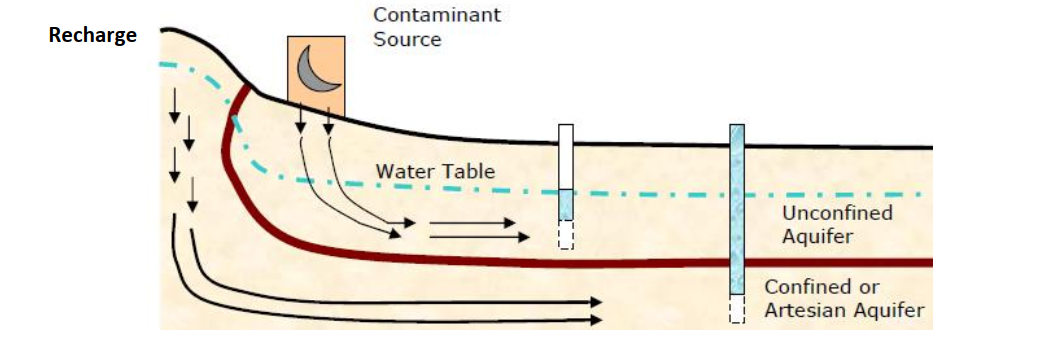 Recharge
Contaminant
Source
Water Table
Unconfined
Aquifer
Confined or
Artesian Aquifer